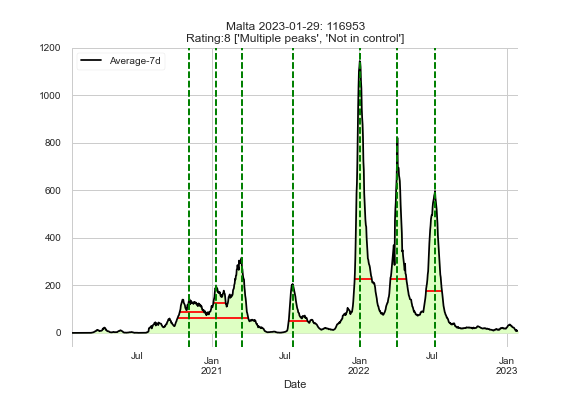 Malta 2023-01-29: 116953
Rating:8 ['Multiple peaks', 'Not in control']
Average-7d
1200
1000
800
600
400
200
0
Jul
Jan
2021
Jul
Jan
2022
Jul
Jan
2023
Date